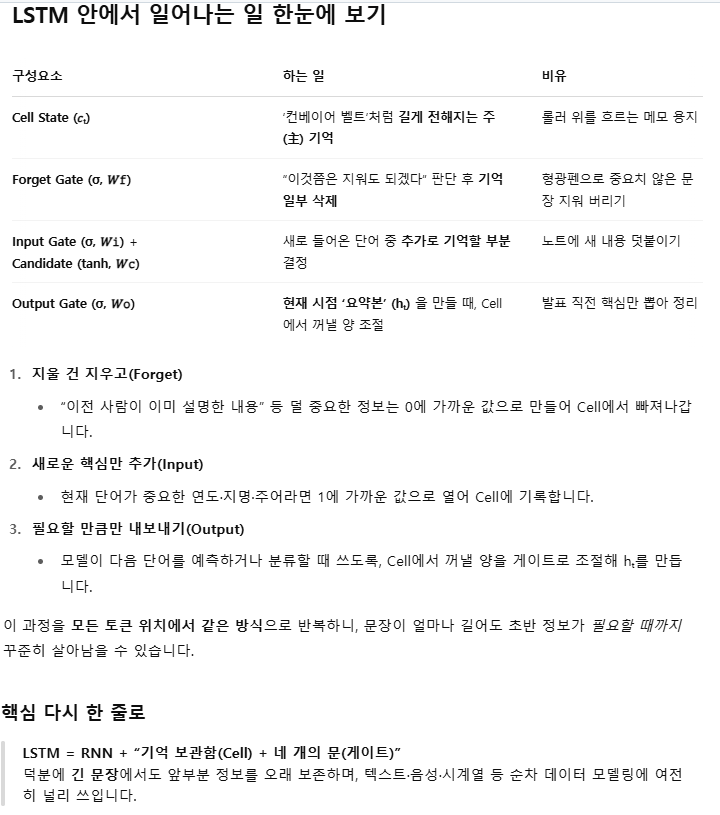 LSTM 안에서 일어나는 일 한눈에 보기
구성요소 하는 일 비유
Cell State (cₜ) ‘컨베이어 벨트’처럼 길게 전해지는 주 롤러 위를 흐르는 메모 용지
(主) 기억
Forget Gate (σ, Wf) “이것쯤은 지워도 되겠다” 판단 후 기억 형광펜으로 중요치 않은 문
일부 삭제 장 지워 버리기
Input Gate (σ, Wi) + 새로 들어온 단어 중 추가로 기억할 부분 노트에 새 내용 덧붙이기
Candidate (tanh, Wc) 결정
Output Gate (σ, Wo) 현재 시점 ‘요약본’ (hₜ) 을 만들 때, Cell 발표 직전 핵심만 뽑아 정리
에서 꺼낼 양 조절
1. 지울 건 지우고(Forget)
• “이전 사람이 이미 설명한 내용” 등 덜 중요한 정보는 0에 가까운 값으로 만들어 Cell에서 빠져나갑
니다.
2. 새로운 핵심만 추가(Input)
• 현재 단어가 중요한 연도·지명·주어라면 1에 가까운 값으로 열어 Cell에 기록합니다.
3. 필요할 만큼만 내보내기(Output)
• 모델이 다음 단어를 예측하거나 분류할 때 쓰도록, Cell에서 꺼낼 양을 게이트로 조절해 hₜ를 만듭
니다.
이 과정을 모든 토큰 위치에서 같은 방식으로 반복하니, 문장이 얼마나 길어도 초반 정보가 필요할 때까지
꾸준히 살아남을 수 있습니다.
핵심 다시 한 줄로
LSTM = RNN + “기억 보관함(Cell) + 네 개의 문(게이트)”
덕분에 긴 문장에서도 앞부분 정보를 오래 보존하며, 텍스트·음성·시계열 등 순차 데이터 모델링에 여전
히 널리 쓰입니다.